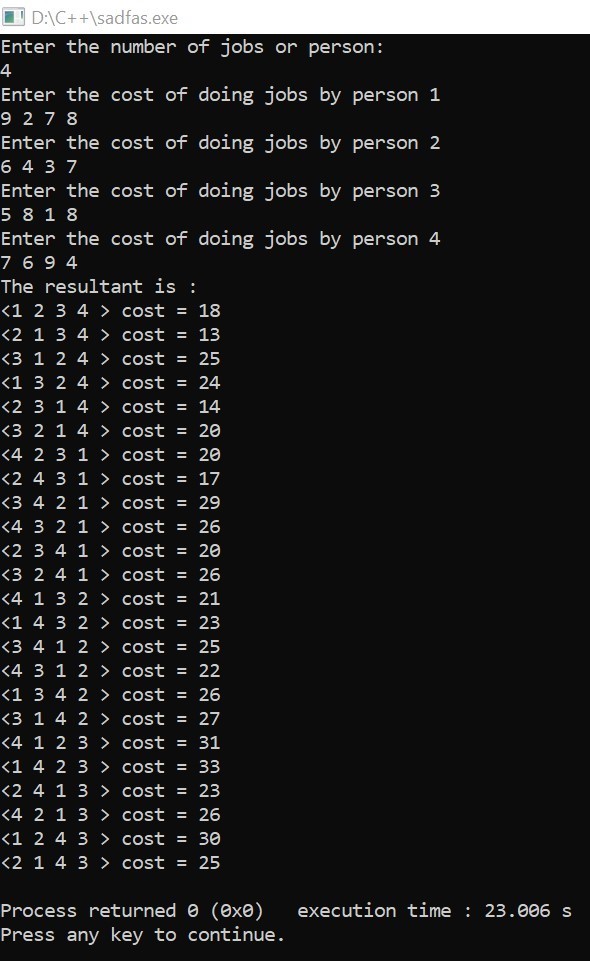 D:\C++\sadfas.exe
Enter the number of jobs or person:
4
Enter the cost of doing jobs by person 1
9 2 7 8
Enter the cost of doing jobs by person 2
6 4 3 7
Enter the cost of doing jobs by person 3
5 8 1 8
Enter the cost of doing jobs by person 4
7 6 9 4
The resultant is :
<1 2 3 4 > cost = 18
<2 1 3 4 > cost = 13
<3 1 2 4 > cost = 25
<1 3 2 4 > cost = 24
<2 3 1 4 > cost = 14
<3 2 1 4 > cost = 20
<4 2 3 1 > cost = 20
<2 4 3 1 > cost = 17
<3 4 2 1 > cost = 29
<4 3 2 1 > cost = 26
<2 3 4 1 > cost = 20
<3 2 4 1 > cost = 26
<4 1 3 2 > cost = 21
<1 4 3 2 > cost = 23
<3 4 1 2 > cost = 25
<4 3 1 2 > cost = 22
<1 3 4 2 > cost = 26
<3 1 4 2 > cost = 27
<4 1 2 3 > cost = 31
<1 4 2 3 > cost = 33
<2 4 1 3 > cost = 23
<4 2 1 3 > cost = 26
<1 2 4 3 > cost = 30
<2 1 4 3 > cost = 25
Process returned 0 (0x0)   execution time : 23.006 s
Press any key to continue.